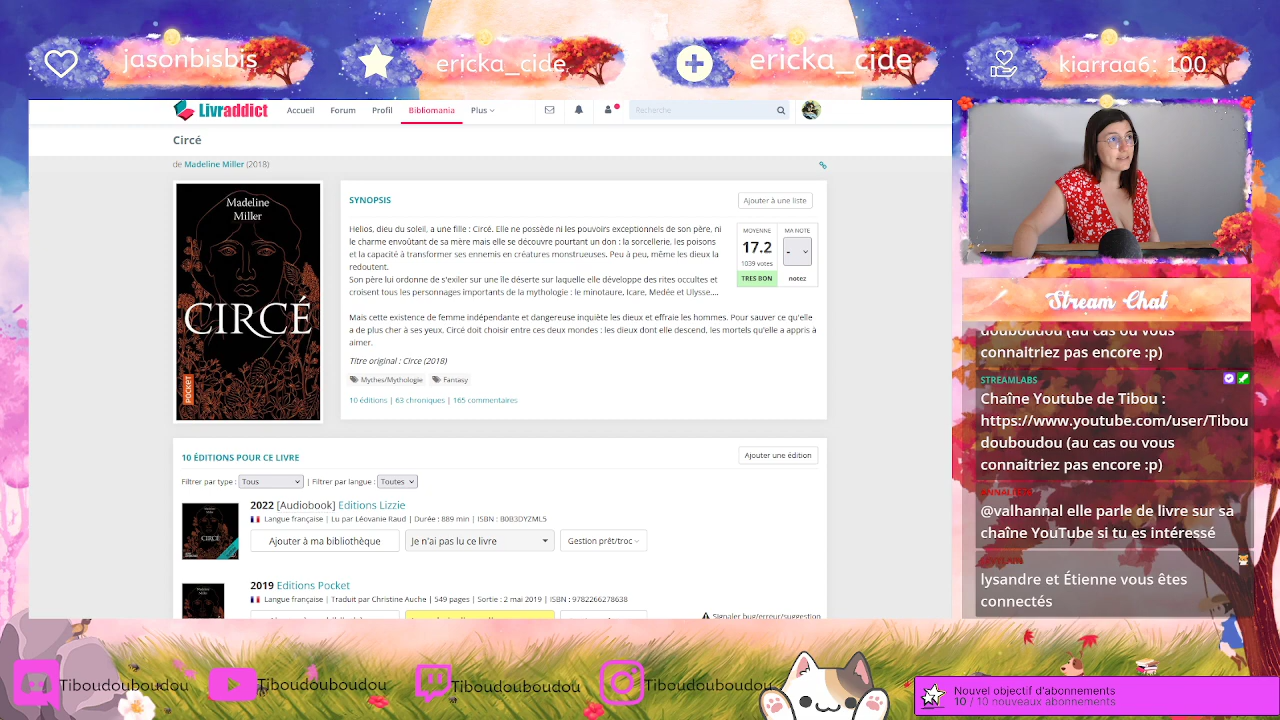 jasonbisbis
ericka_cide
ericka_cide
kiarraa6: 100
Livraddict
Accueil
Forum
Profil
Bibliomania
Plus
Recherche
Circé
de Madeline Miller (2018)
Madeline
Miller
CIRCÉ
POCKET
SYNOPSIS
Ajouter à une liste
Helios, dieu du soleil, a une fille : Circé. Elle ne possède ni les pouvoirs exceptionnels de son père, ni
le charme envoûtant de sa mère mais elle se découvre pourtant un don : la sorcellerie, les poisons
et la capacité à transformer ses ennemis en créatures monstrueuses. Peu à peu, même les dieux la
redoutent.
Son père lui ordonne de s'exiler sur une île déserte sur laquelle elle développe des rites occultes et
croisent tous les personnages importants de la mythologie : le minotaure, Icare, Medée et Ulysse....
Mais cette existence de femme indépendante et dangereuse inquiète les dieux et effraie les hommes. Pour sauver ce qu'elle
a de plus cher à ses yeux, Circé doit choisir entre ces deux mondes : les dieux dont elle descend, les mortels qu'elle a appris à
aimer.
MOYENNE
17.2
1039 votes
TRES BON
MA NOTE
-
notez
Titre original : Circe (2018)
Mythes/Mythologie
Fantasy
10 éditions | 63 chroniques | 165 commentaires
10 ÉDITIONS POUR CE LIVRE
Ajouter une édition
Filtrer par type : Tous | Filtrer par langue : Toutes
2022 [Audiobook] Editions Lizzie
Langue française | Lu par Léovanie Raud | Durée : 889 min | ISBN : B0B3DYZML5
Ajouter à ma bibliothèque
Je n'ai pas lu ce livre
Gestion prêt/troc
2019 Editions Pocket
Langue française | Traduit par Christine Auche | 549 pages | Sortie : 2 mai 2019 | ISBN : 9782266278638
Signaler bug/erreur/suggestion
Stream Chat
douboudou (au cas ou vous
connaitriez pas encore :p)
STREAMLABS
Chaîne Youtube de Tibou :
https://www.youtube.com/user/Tibou
douboudou (au cas ou vous
connaitriez pas encore :p)
@valhannal elle parle de livre sur sa
chaîne YouTube si tu es intéressé
lysandre et Étienne vous êtes
connectés
Tiboudouboudou
Tiboudouboudou
Tiboudouboudou
Tiboudouboudou
Nouvel objectif d'abonnements
10 / 10 nouveaux abonnements